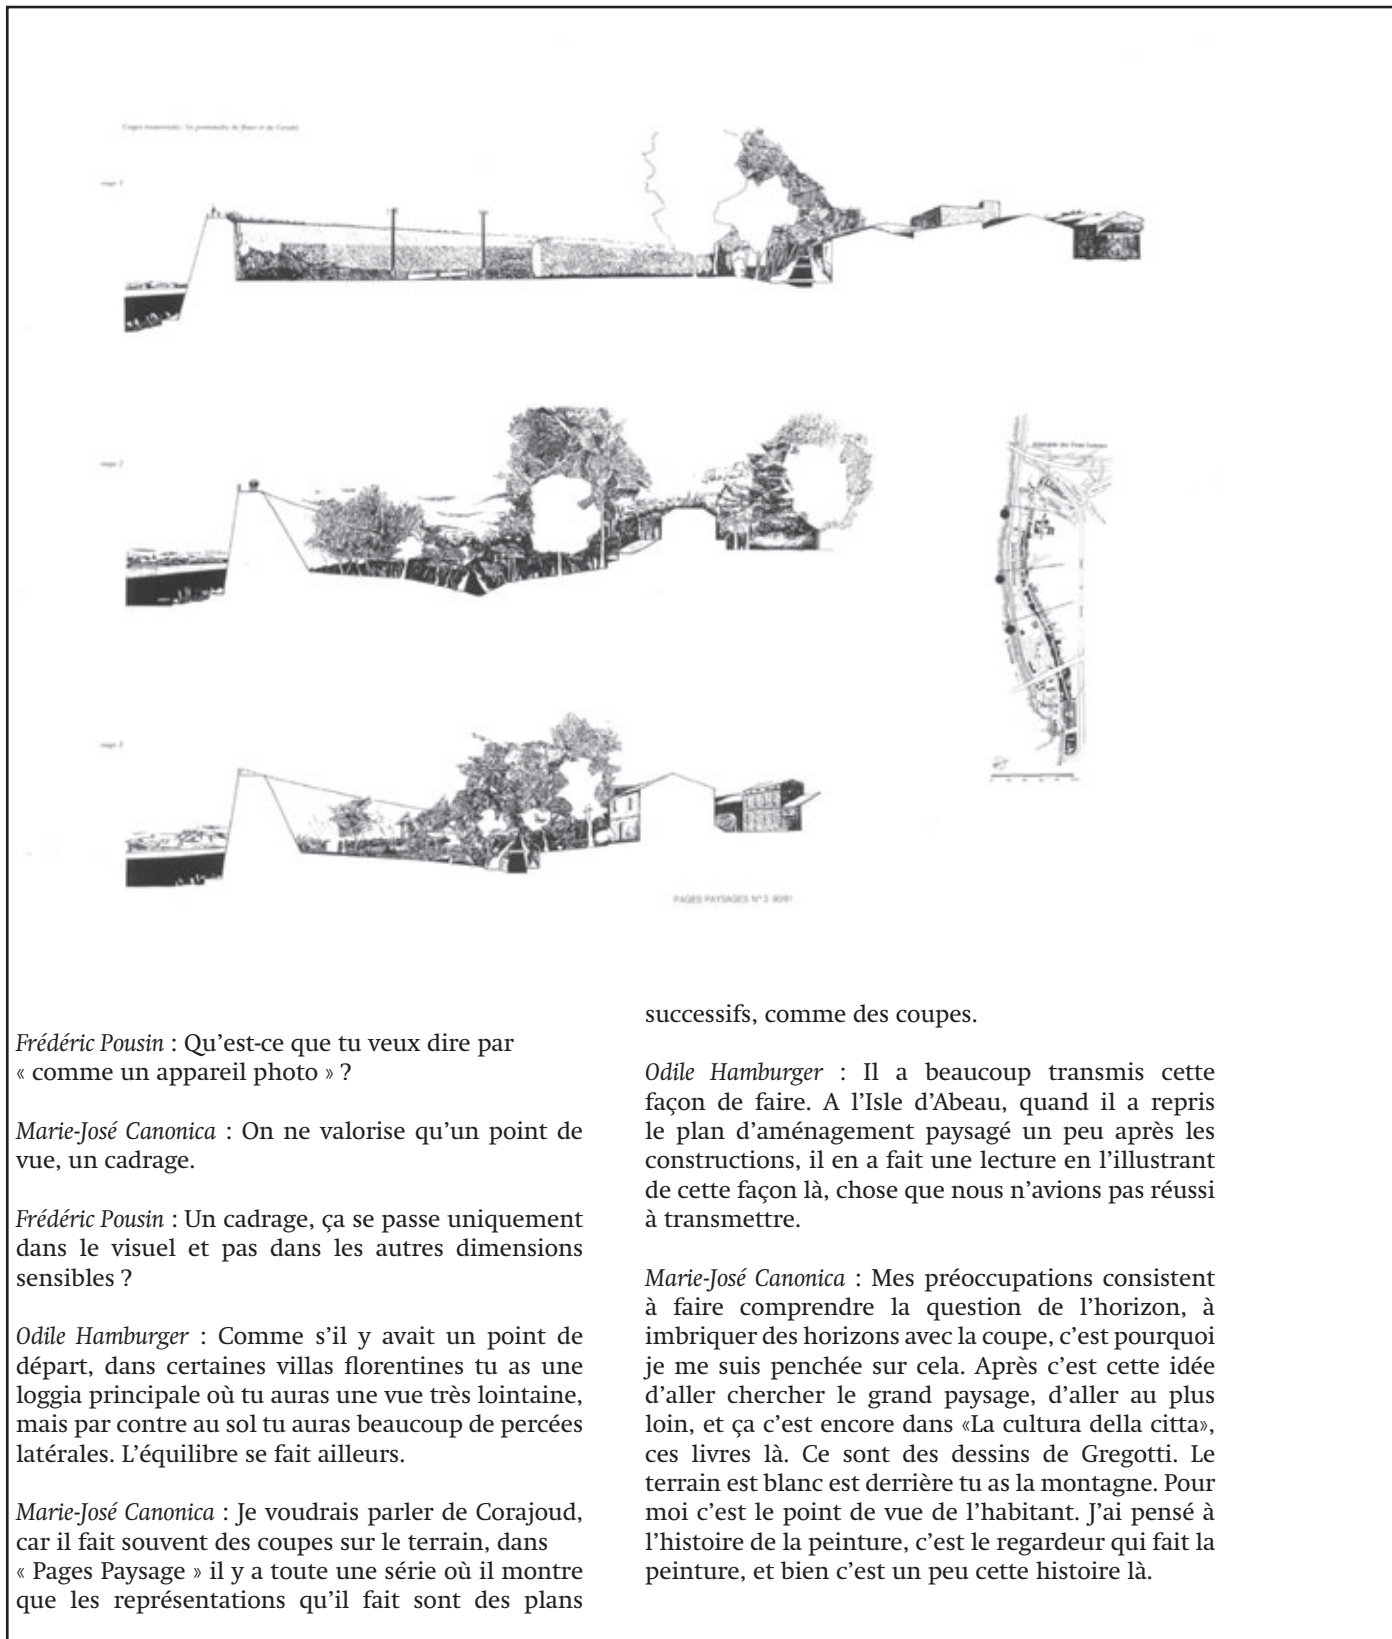 coupe 2
PAGES PAYSAGES N° 3 90/91
Frédéric Pousin : Qu’est-ce que tu veux dire par
« comme un appareil photo » ?
Marie-José Canonica : On ne valorise qu’un point de
vue, un cadrage.
Frédéric Pousin : Un cadrage, ça se passe uniquement
dans le visuel et pas dans les autres dimensions
sensibles ?
Odile Hamburger : Comme s’il y avait un point de
départ, dans certaines villas florentines tu as une
loggia principale où tu auras une vue très lointaine,
mais par contre au sol tu auras beaucoup de percées
latérales. L’équilibre se fait ailleurs.
Marie-José Canonica : Je voudrais parler de Corajoud,
car il fait souvent des coupes sur le terrain, dans
« Pages Paysage » il y a toute une série où il montre
que les représentations qu’il fait sont des plans
successifs, comme des coupes.
Odile Hamburger : Il a beaucoup transmis cette
façon de faire. A l’Isle d’Abeau, quand il a repris
le plan d’aménagement paysagé un peu après les
constructions, il en a fait une lecture en l’illustrant
de cette façon là, chose que nous n’avions pas réussi
à transmettre.
Marie-José Canonica : Mes préoccupations consistent
à faire comprendre la question de l’horizon, à
imbriquer des horizons avec la coupe, c’est pourquoi
je me suis penchée sur cela. Après c’est cette idée
d’aller chercher le grand paysage, d’aller au plus
loin, et ça c’est encore dans «La cultura della citta»,
ces livres là. Ce sont des dessins de Gregotti. Le
terrain est blanc est derrière tu as la montagne. Pour
moi c’est le point de vue de l’habitant. J’ai pensé à
l’histoire de la peinture, c’est le regardeur qui fait la
peinture, et bien c’est un peu cette histoire là.